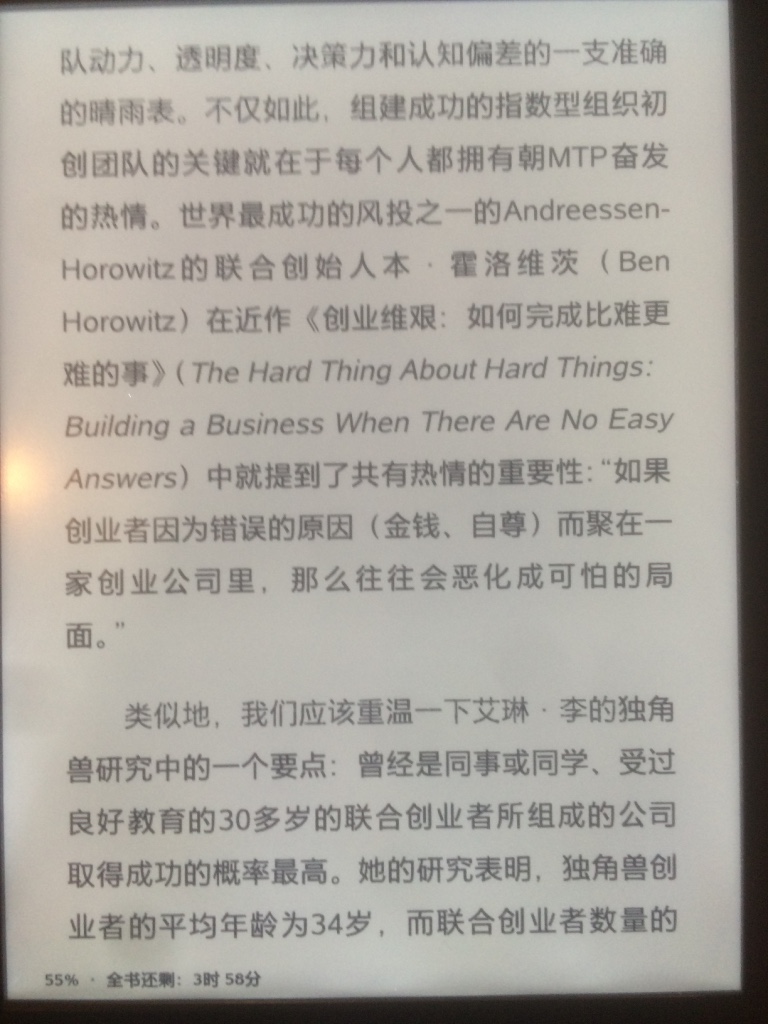 队动力、透明度、决策力和认知偏差的一支准确
的晴雨表。不仅如此，组建成功的指数型组织初
创团队的关键就在于每个人都拥有朝MTP奋发
的热情。世界最成功的风投之一的Andreessen-
Horowitz的联合创始人本·霍洛维茨（Ben
Horowitz）在近作《创业维艰：如何完成比难更
难的事》（The Hard Thing About Hard Things:
Building a Business When There Are No Easy
Answers）中就提到了共有热情的重要性：“如果
创业者因为错误的原因（金钱、自尊）而聚在一
家创业公司里，那么往往会恶化成可怕的局
面。”
类似地，我们应该重温一下艾琳·李的独角
兽研究中的一个要点：曾经是同事或同学、受过
良好教育的30多岁的联合创业者所组成的公司
取得成功的概率最高。她的研究表明，独角兽创
业者的平均年龄为34岁，而联合创业者数量的
55% · 全书还剩：3时 58分